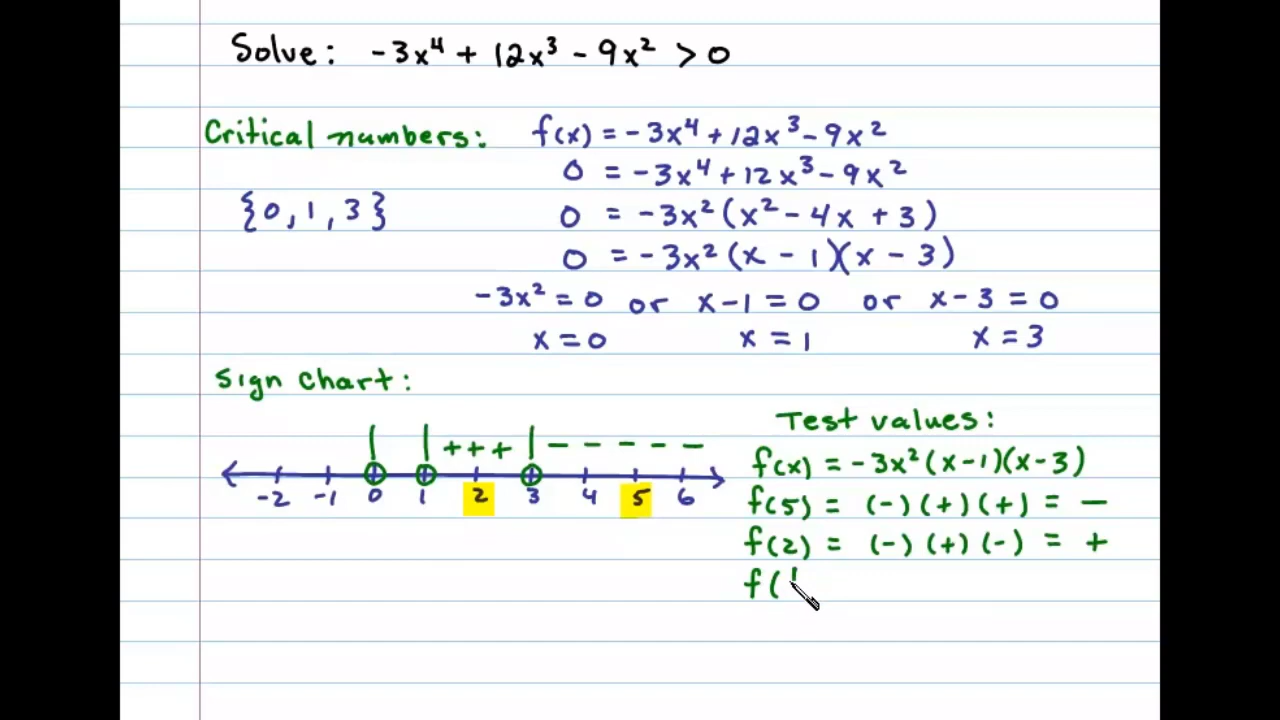 Solve: -3x⁴ + 12x³ - 9x² > 0
Critical numbers: f(x) = -3x⁴ + 12x³ - 9x²
0 = -3x⁴ + 12x³ - 9x²
{0, 1, 3} 0 = -3x² (x² - 4x + 3)
0 = -3x² (x - 1)(x - 3)
-3x² = 0 or x - 1 = 0 or x - 3 = 0
x = 0 x = 1 x = 3
Sign chart:
| | + + + | - - - - -
-2 -1 0 1 2 3 4 5 6
Test values:
f(x) = -3x² (x-1)(x-3)
f(5) = (-) (+) (+) = -
f(2) = (-) (+) (-) = +
f(